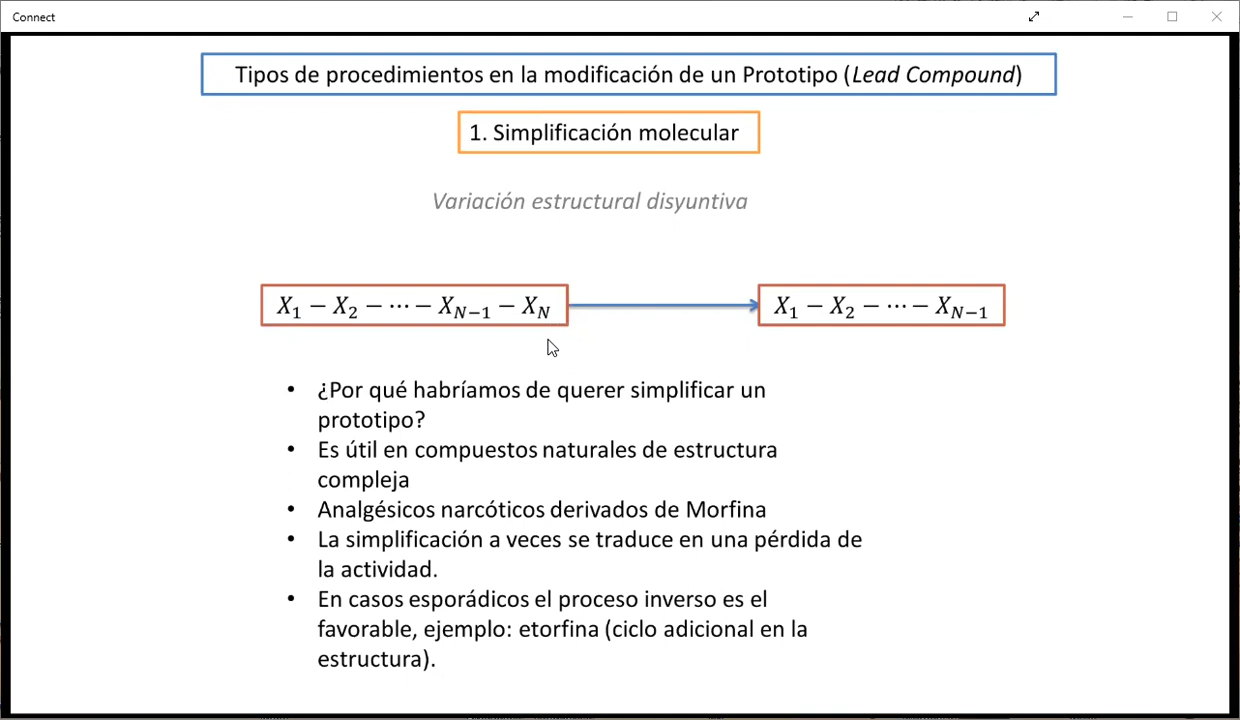 Connect
Tipos de procedimientos en la modificación de un Prototipo (Lead Compound)
1. Simplificación molecular
Variación estructural disyuntiva
X₁ − X₂ − ⋯ − X_{N−1} − X_N
X₁ − X₂ − ⋯ − X_{N−1}
• ¿Por qué habríamos de querer simplificar un
prototipo?
• Es útil en compuestos naturales de estructura
compleja
• Analgésicos narcóticos derivados de Morfina
• La simplificación a veces se traduce en una pérdida de
la actividad.
• En casos esporádicos el proceso inverso es el
favorable, ejemplo: etorfina (ciclo adicional en la
estructura).